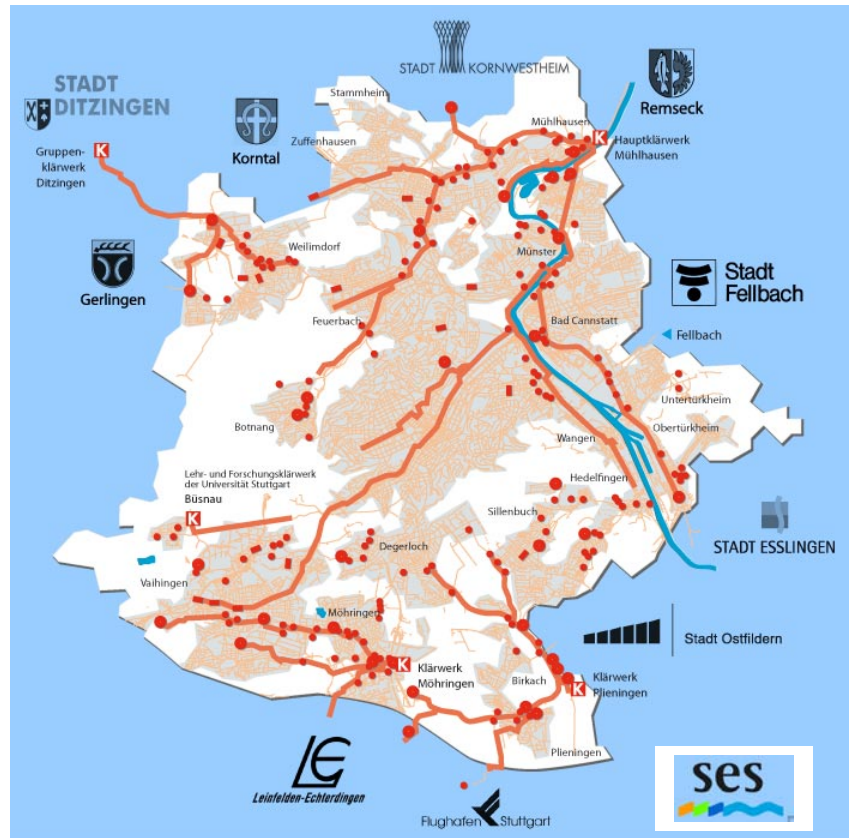 STADT KORNWESTHEIM
STADT
DITZINGEN
Remseck
Stammheim
Mühlhausen
Korntal
Zuffenhausen
K
Hauptklärwerk
Mühlhausen
Gruppen-
klärwerk
Ditzingen
K
Weilimdorf
Münster
Gerlingen
Stadt
Fellbach
Feuerbach
Bad Cannstatt
Fellbach
Untertürkheim
Botnang
Obertürkheim
Wangen
Lehr- und Forschungsklärwerk
der Universität Stuttgart
Büsnau
K
Hedelfingen
Sillenbuch
STADT ESSLINGEN
Degerloch
Vaihingen
Möhringen
Stadt Ostfildern
K
Klärwerk
Möhringen
Birkach
Klärwerk
Plieningen
K
Plieningen
LE
Leinfelden-Echterdingen
ses
Flughafen Stuttgart